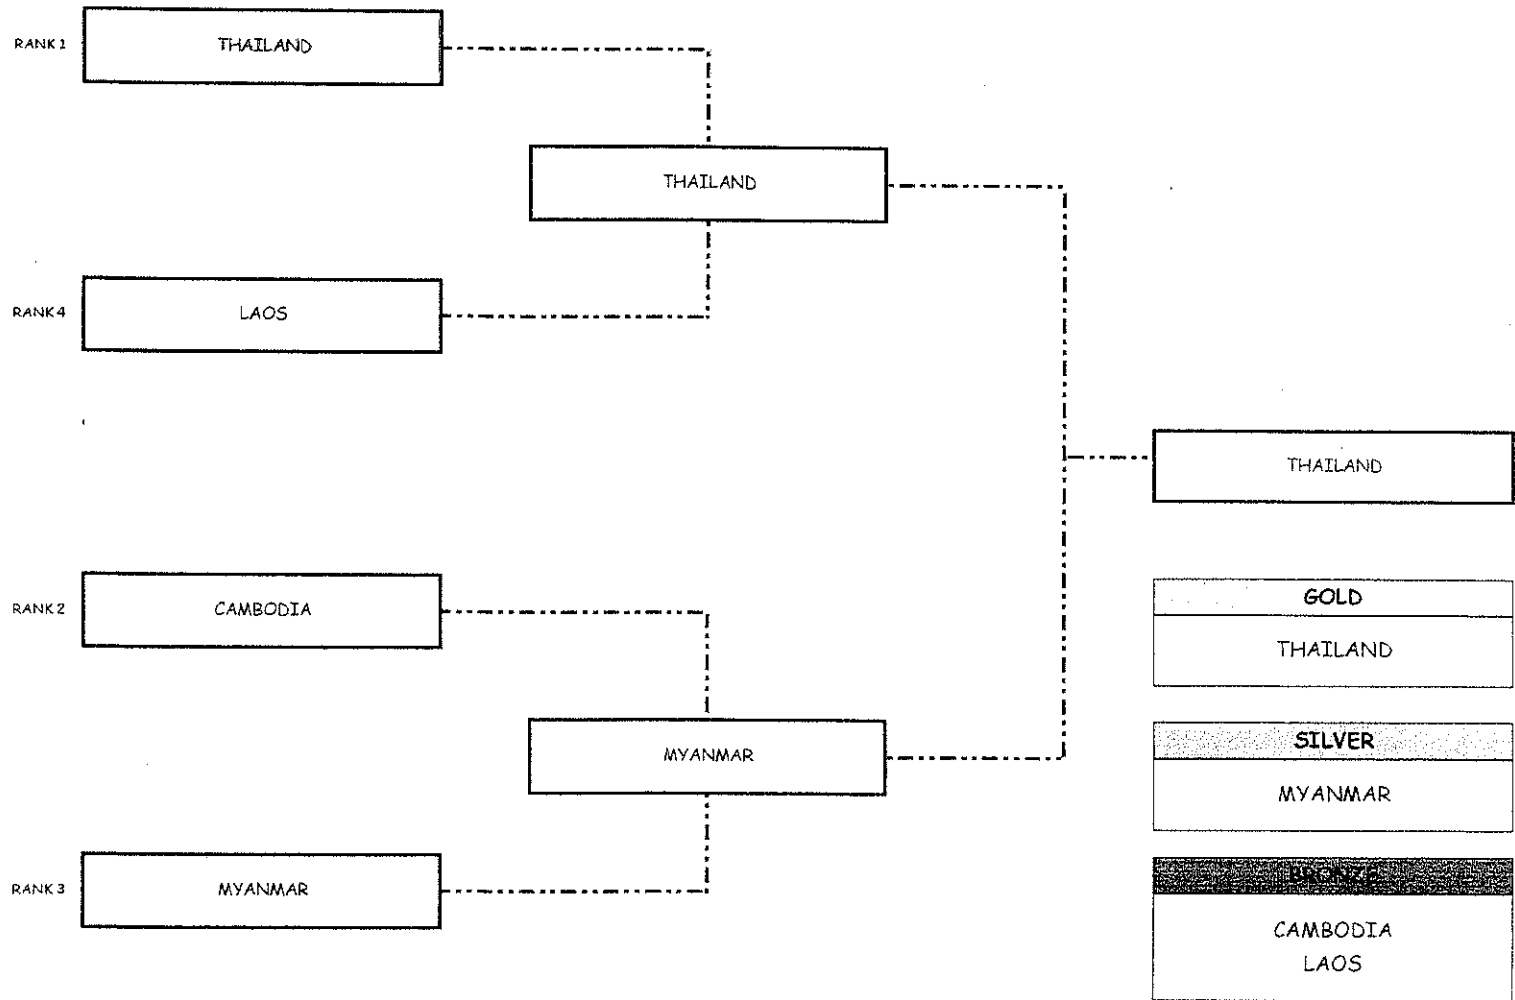 RANK 1
THAILAND
THAILAND
RANK 4
LAOS
THAILAND
RANK 2
CAMBODIA
MYANMAR
RANK 3
MYANMAR
GOLD
THAILAND
SILVER
MYANMAR
BRONZE
CAMBODIA
LAOS